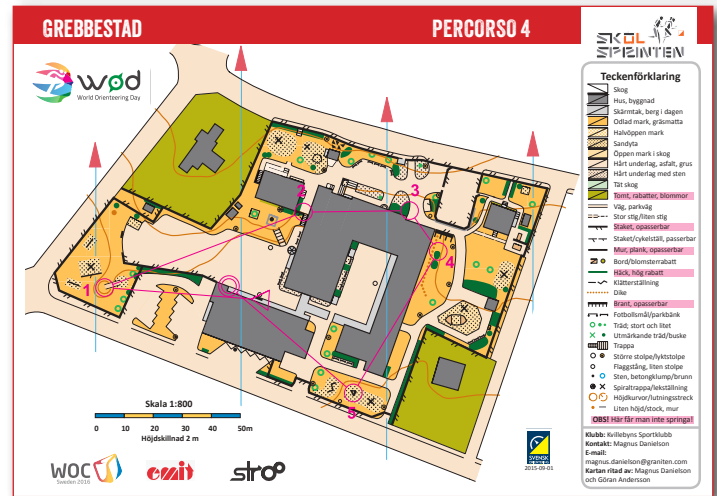 GREBBESTAD
PERCORSO 4
SKOL
SPRINTEN
wod
World Orienteering Day
Teckenförklaring
Skog
Hus, byggnad
Skärmtak, berg i dagen
Odlad mark, gräsmatta
Halvöppen mark
Sandyta
Öppen mark i skog
Hårt underlag, asfalt, grus
Hårt underlag med sten
Tät skog
Tomt, rabatter, blommor
Väg, parkväg
Stor stig/liten stig
Staket, opasserbar
Staket/cykelställ, passerbar
Mur, plank, opasserbar
Bord/blomsterrabatt
Häck, hög rabatt
Klätterställning
Dike
Brant, opasserbar
Fotbollsmål/parkbänk
Träd; stort och litet
Utmärkande träd/buske
Trappa
Större stolpe/lyktstolpe
Flaggstång, liten stolpe
Sten, betongklump/brunn
Spiraltrappa/lekställning
Höjdkurvor/lutningsstreck
Liten höjd/stock, mur
OBS! Här får man inte springa!
Klubb: Kvillebyns Sportklubb
Kontakt: Magnus Danielson
E-mail:
magnus.danielson@graniten.com
Kartan ritad av: Magnus Danielson
och Göran Andersson
1
2
3
4
5
Skala 1:800
0 10 20 30 40 50m
Höjdskillnad 2 m
WOC
Sweden 2016
emit
stroo
SVENSK
2015-09-01